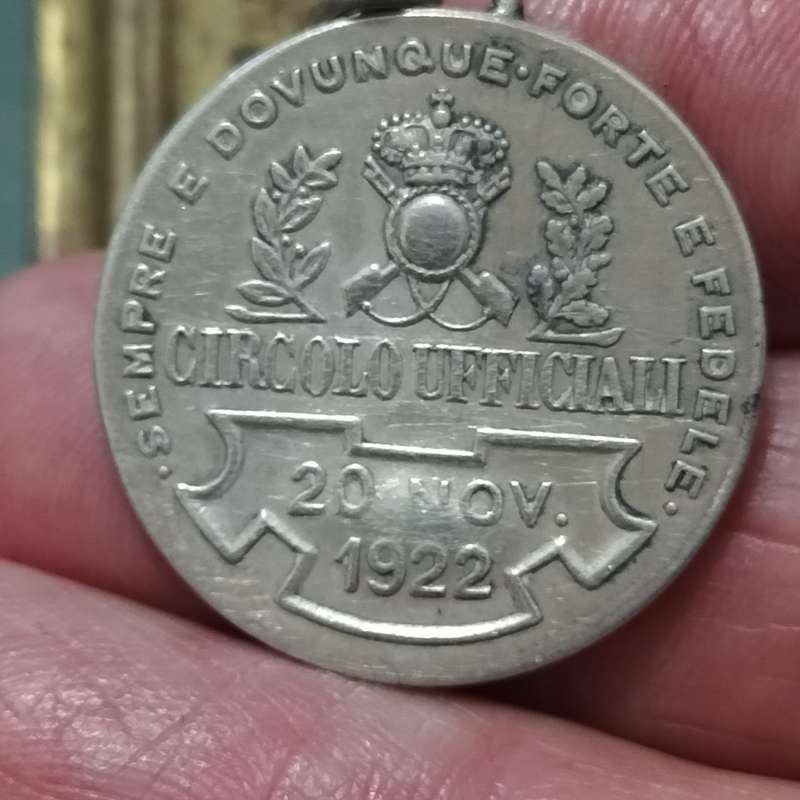 · SEMPRE E DOVUNQUE · FORTE E FEDELE ·
CIRCOLO UFFICIALI
20 NOV.
1922